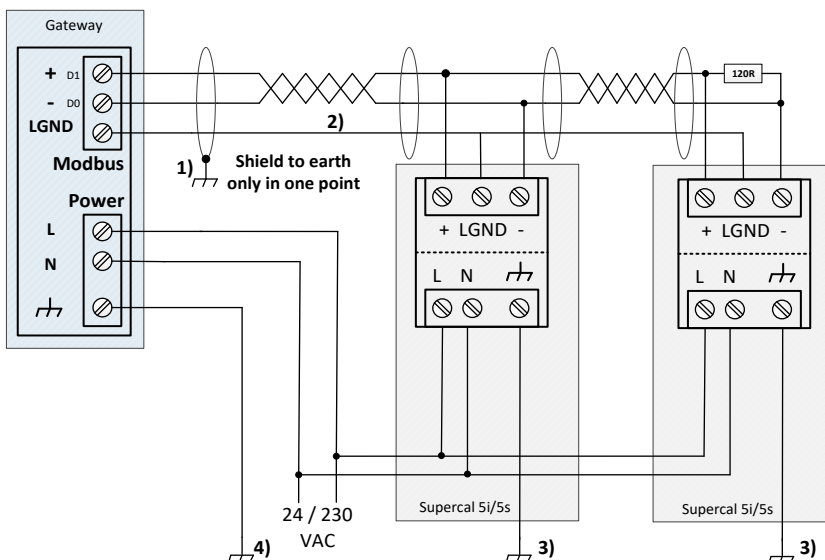 Gateway
+ D1
- D0
LGND
Modbus
120R
2)
1)
Shield to earth
only in one point
Power
L
N
+ LGND -
L N
+ LGND -
L N
24 / 230
VAC
Supercal 5i/5s
Supercal 5i/5s
4)
3)
3)